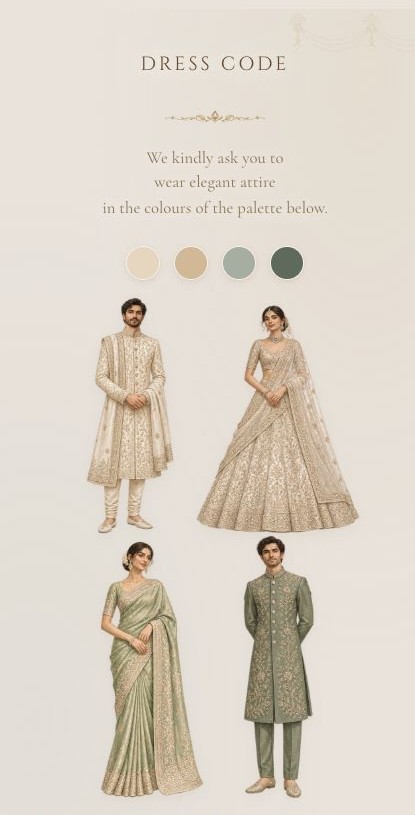 DRESS CODE
We kindly ask you to
wear elegant attire
in the colours of the palette below.